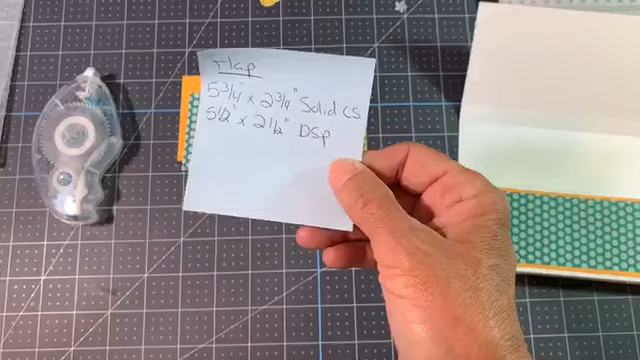 Flap
5 3/4" x 2 3/4" Solid CS
5 1/2" x 2 1/2" DSp